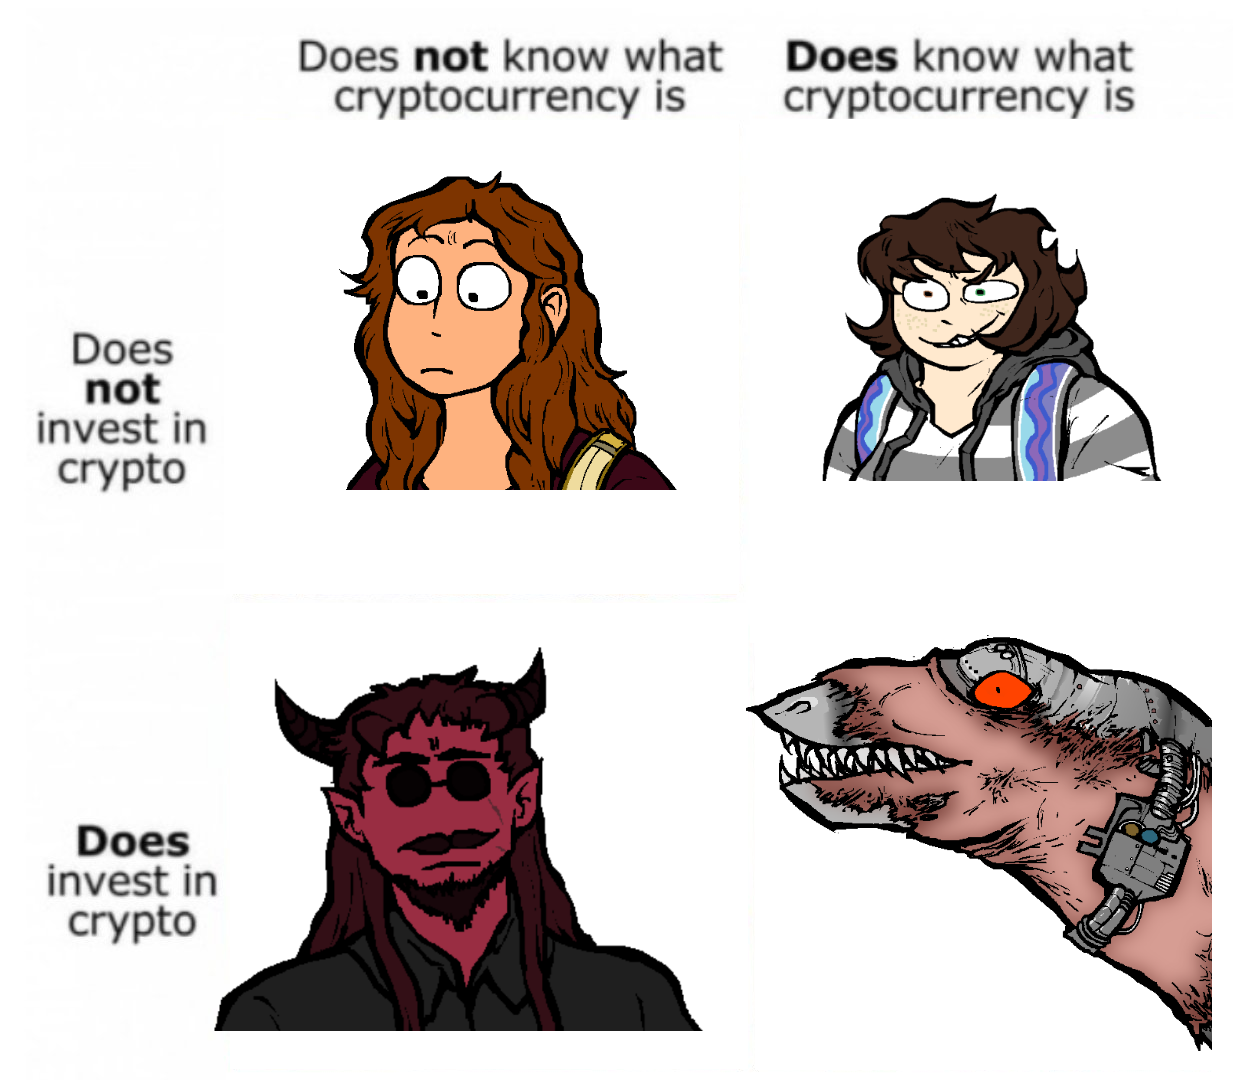 Does not know what
cryptocurrency is
Does know what
cryptocurrency is
Does
not
invest in
crypto
Does
invest in
crypto